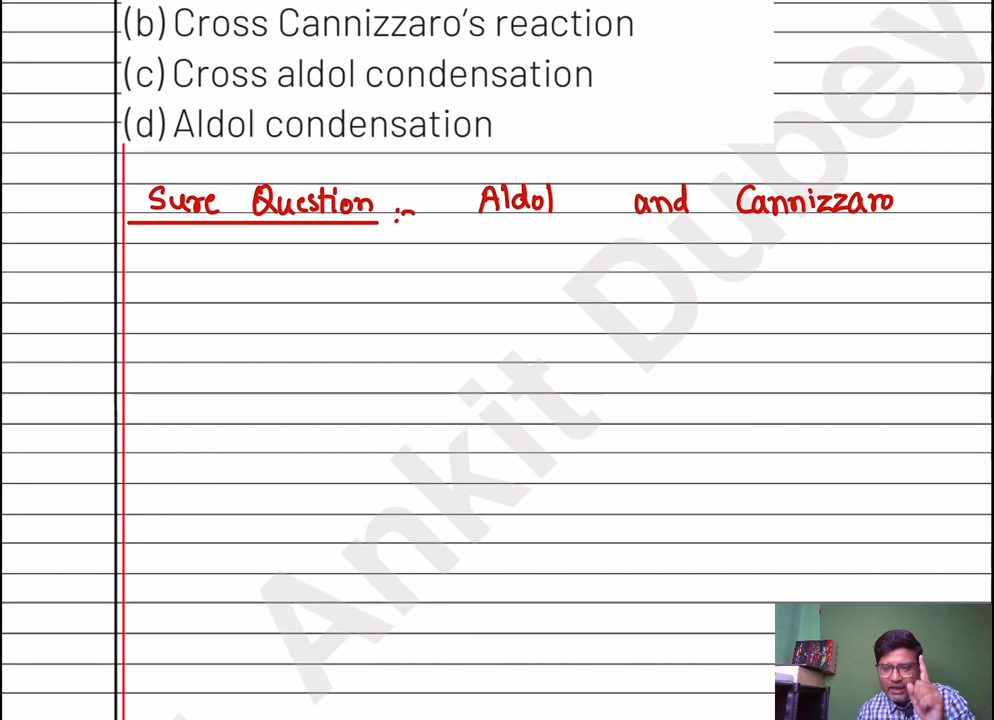 (b) Cross Cannizzaro's reaction
(c) Cross aldol condensation
(d) Aldol condensation
Sure Question :- Aldol and Cannizzaro
Ankit Dubey